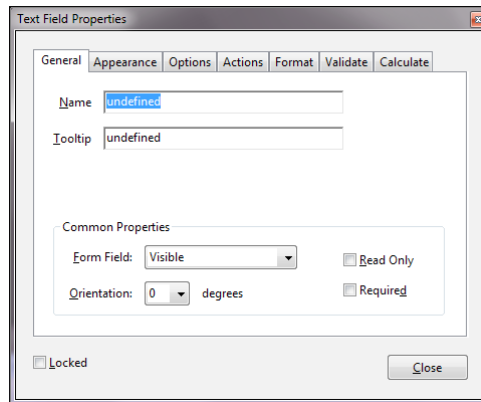 Text Field Properties
General Appearance Options Actions Format Validate Calculate
Name undefined
Tooltip undefined
Common Properties
Form Field: Visible
Read Only
Orientation: 0 degrees
Required
Locked
Close